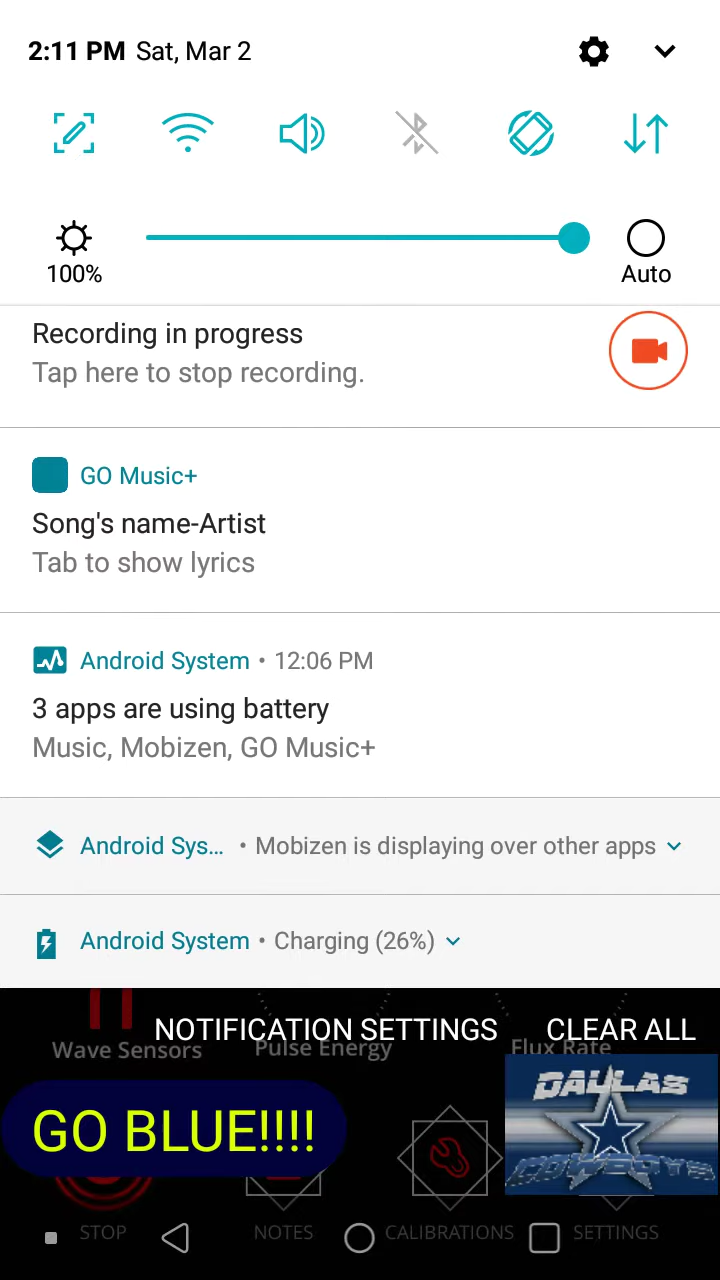 2:11 PM Sat, Mar 2
100%
Auto
Recording in progress
Tap here to stop recording.
GO Music+
Song's name-Artist
Tab to show lyrics
Android System • 12:06 PM
3 apps are using battery
Music, Mobizen, GO Music+
Android Sys... • Mobizen is displaying over other apps
Android System • Charging (26%)
NOTIFICATION SETTINGS CLEAR ALL
Wave Sensors Pulse Energy Flux Rate
DALLAS
COWBOYS
GO BLUE!!!!
STOP NOTES CALIBRATIONS SETTINGS